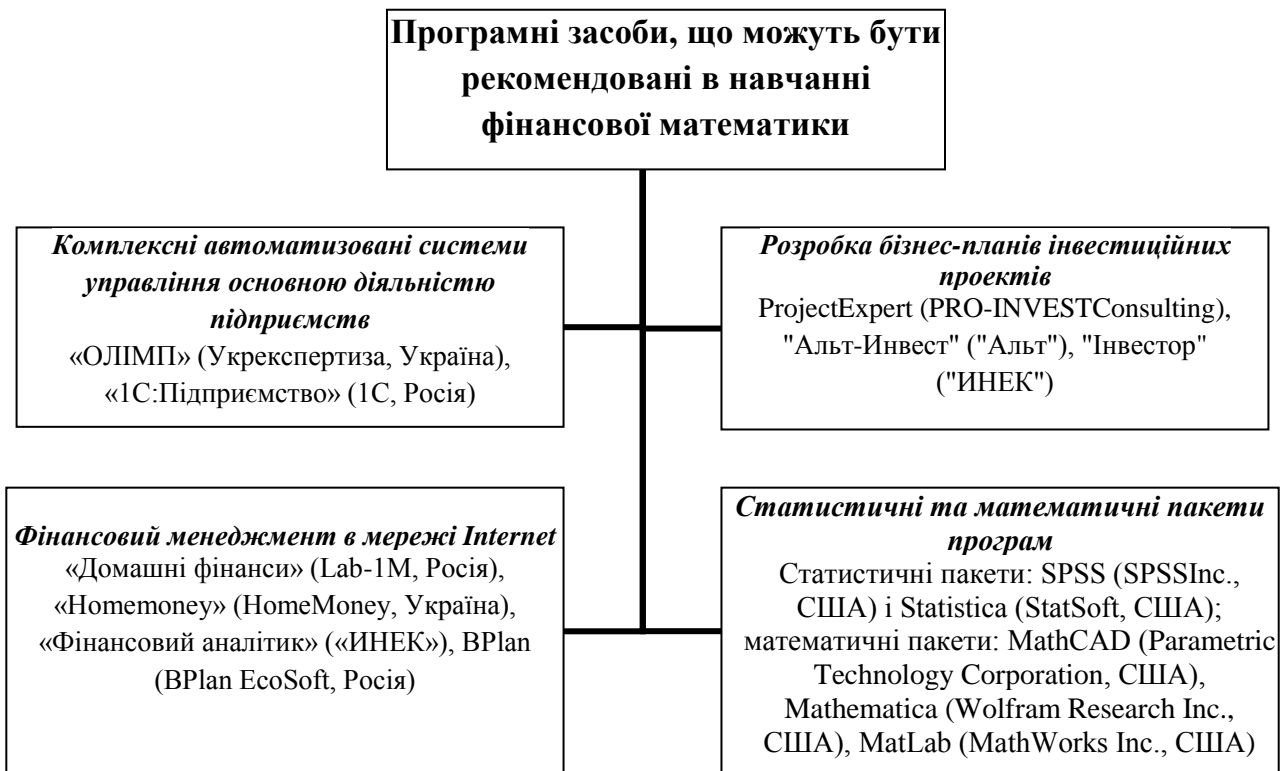 Програмні засоби, що можуть бути
рекомендовані в навчанні
фінансової математики
Комплексні автоматизовані системи
управління основною діяльністю
підприємств
«ОЛІМП» (Укрекспертиза, Україна),
«1С:Підприємство» (1С, Росія)
Розробка бізнес-планів інвестиційних
проектів
ProjectExpert (PRO-INVESTConsulting),
"Альт-Инвест" ("Альт"), "Інвестор"
("ИНЕК")
Фінансовий менеджмент в мережі Internet
«Домашні фінанси» (Lab-1M, Росія),
«Homemoney» (HomeMoney, Україна),
«Фінансовий аналітик» («ИНЕК»), BPlan
(BPlan EcoSoft, Росія)
Статистичні та математичні пакети
програм
Статистичні пакети: SPSS (SPSSInc.,
США) і Statistica (StatSoft, США);
математичні пакети: MathCAD (Parametric
Technology Corporation, США),
Mathematica (Wolfram Research Inc.,
США), MatLab (MathWorks Inc., США)